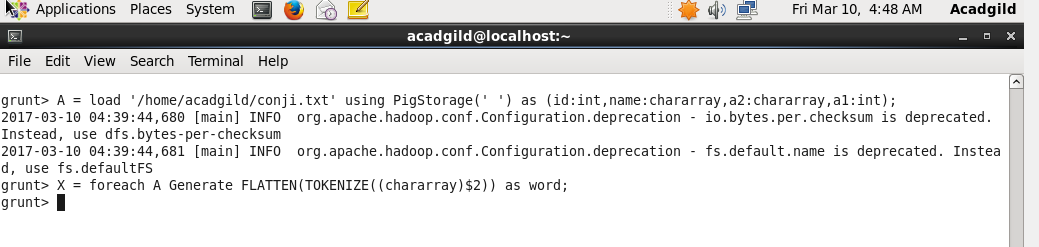 Applications Places System Fri Mar 10, 4:48 AM Acadgild
acadgild@localhost:~
File Edit View Search Terminal Help
grunt> A = load '/home/acadgild/conji.txt' using PigStorage(' ') as (id:int,name:chararray,a2:chararray,a1:int);
2017-03-10 04:39:44,680 [main] INFO  org.apache.hadoop.conf.Configuration.deprecation - io.bytes.per.checksum is deprecated.
Instead, use dfs.bytes-per-checksum
2017-03-10 04:39:44,681 [main] INFO  org.apache.hadoop.conf.Configuration.deprecation - fs.default.name is deprecated. Instea
d, use fs.defaultFS
grunt> X = foreach A Generate FLATTEN(TOKENIZE((chararray)$2)) as word;
grunt>